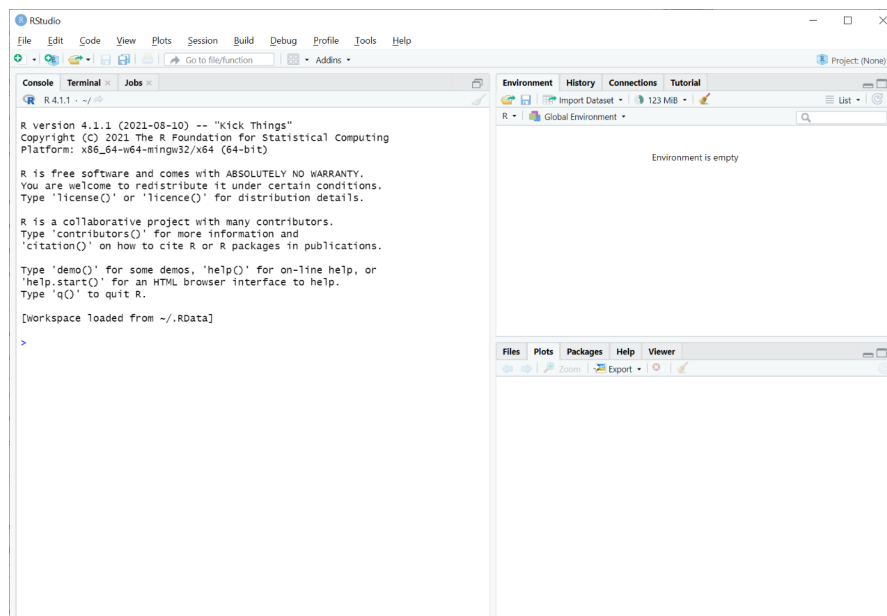 RStudio
File Edit Code View Plots Session Build Debug Profile Tools Help
Go to file/function Addins Project: (None)
Console Terminal Jobs
R 4.1.1 · ~/
R version 4.1.1 (2021-08-10) -- "Kick Things"
Copyright (C) 2021 The R Foundation for Statistical Computing
Platform: x86_64-w64-mingw32/x64 (64-bit)
R is free software and comes with ABSOLUTELY NO WARRANTY.
You are welcome to redistribute it under certain conditions.
Type 'license()' or 'licence()' for distribution details.
R is a collaborative project with many contributors.
Type 'contributors()' for more information and
'citation()' on how to cite R or R packages in publications.
Type 'demo()' for some demos, 'help()' for on-line help, or
'help.start()' for an HTML browser interface to help.
Type 'q()' to quit R.
[Workspace loaded from ~/.RData]
>
Environment History Connections Tutorial
Import Dataset 123 MiB List
R Global Environment
Environment is empty
Files Plots Packages Help Viewer
Zoom Export